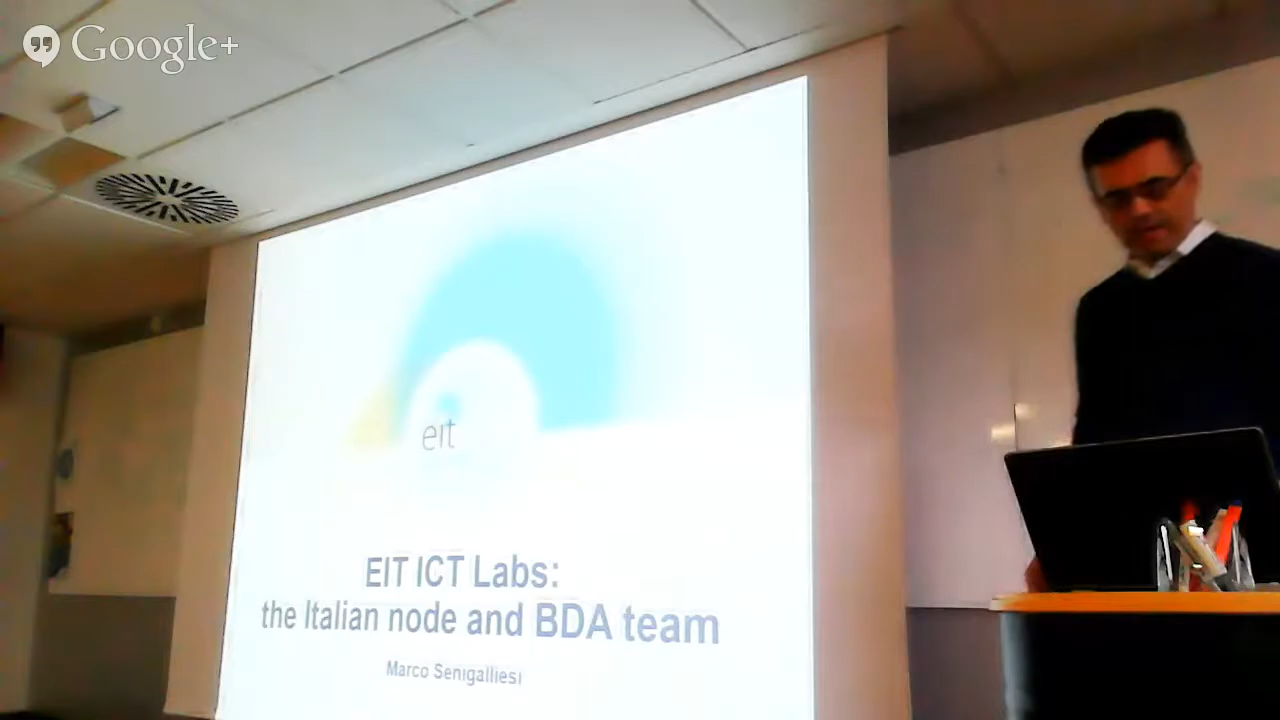 Google+
eit
EIT ICT Labs:
the Italian node and BDA team
Marco Senigalliesi